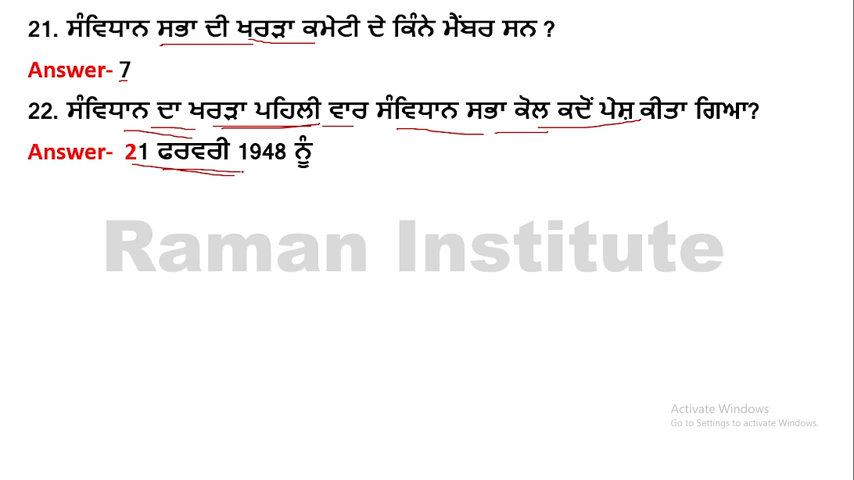 21. ਸੰਵਿਧਾਨ ਸਭਾ ਦੀ ਖਰੜਾ ਕਮੇਟੀ ਦੇ ਕਿੰਨੇ ਮੈਂਬਰ ਸਨ ?
Answer- 7
22. ਸੰਵਿਧਾਨ ਦਾ ਖਰੜਾ ਪਹਿਲੀ ਵਾਰ ਸੰਵਿਧਾਨ ਸਭਾ ਕੋਲ ਕਦੋਂ ਪੇਸ਼ ਕੀਤਾ ਗਿਆ?
Answer- 21 ਫਰਵਰੀ 1948 ਨੂੰ
Raman Institute
Activate Windows
Go to Settings to activate Windows.